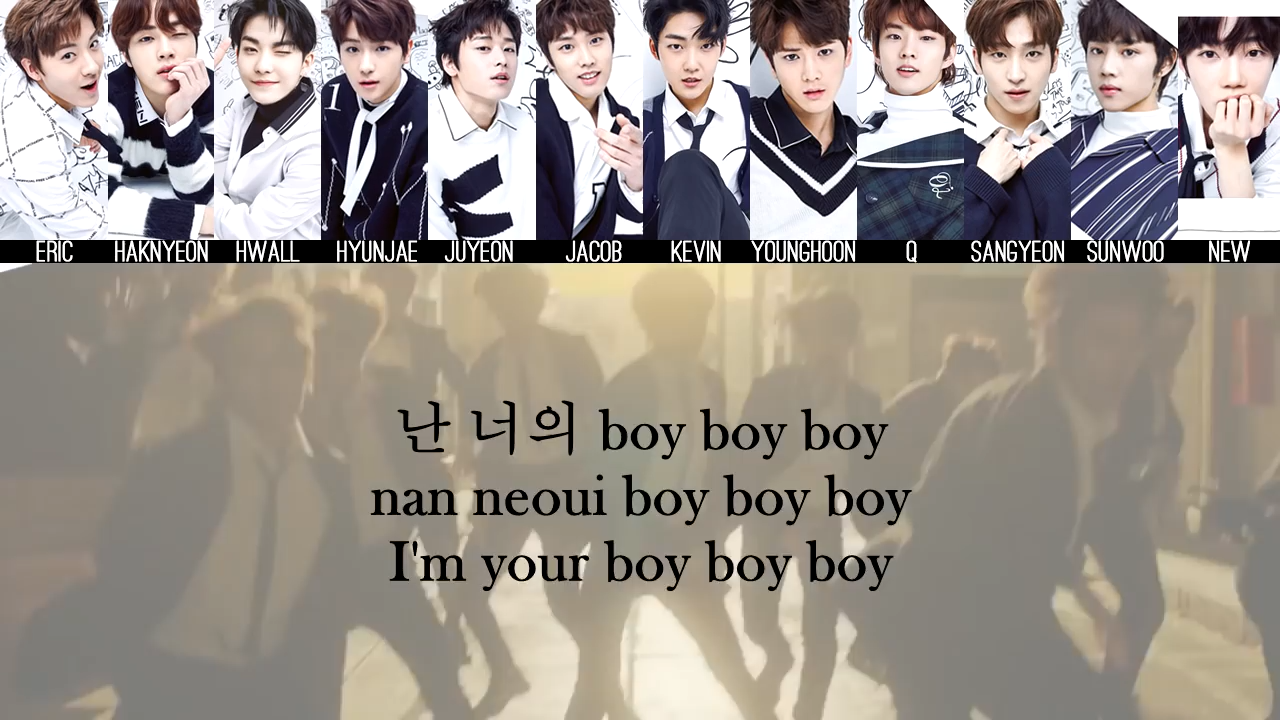 ERIC HAKNYEON HWALL HYUNJAE JUYEON JACOB KEVIN YOUNGHOON Q SANGYEON SUNWOO NEW
난 너의 boy boy boy
nan neoui boy boy boy
I'm your boy boy boy